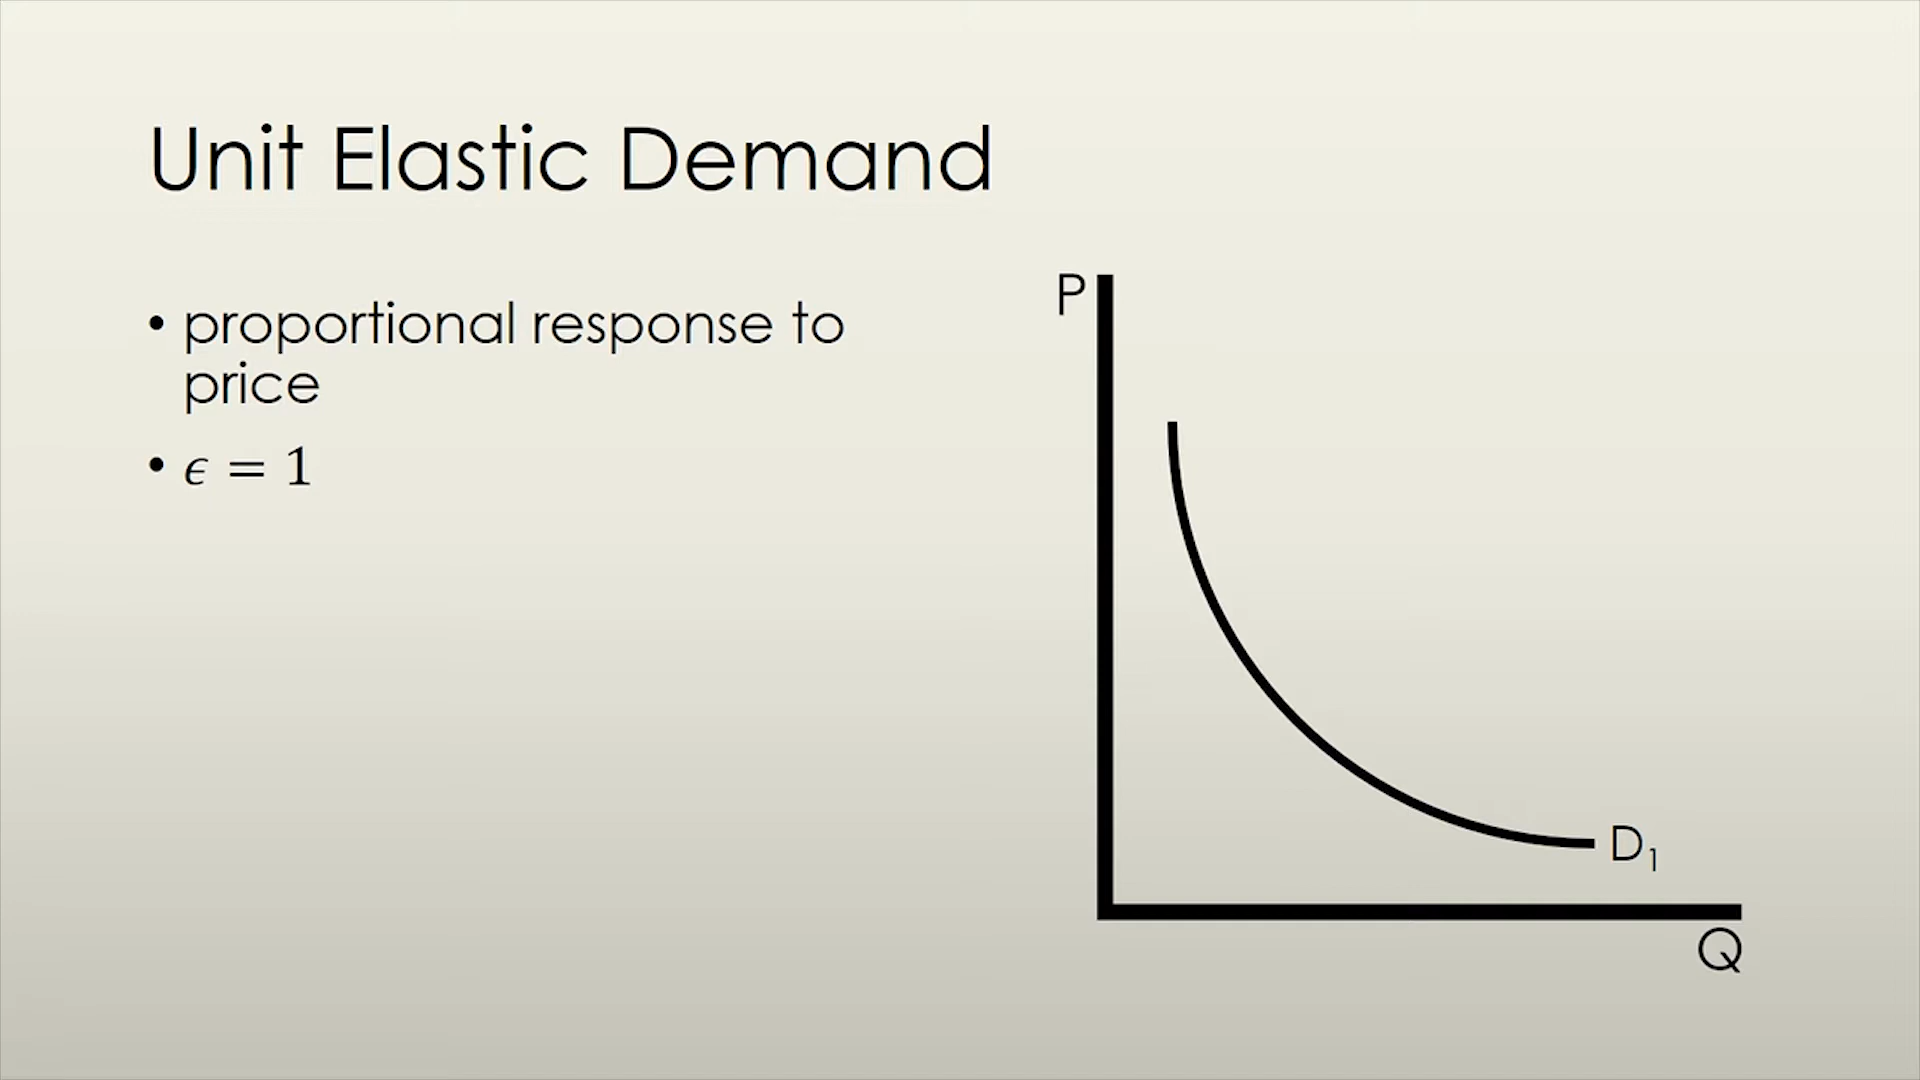 Unit Elastic Demand
• proportional response to
price
• ϵ = 1
P
D₁
Q